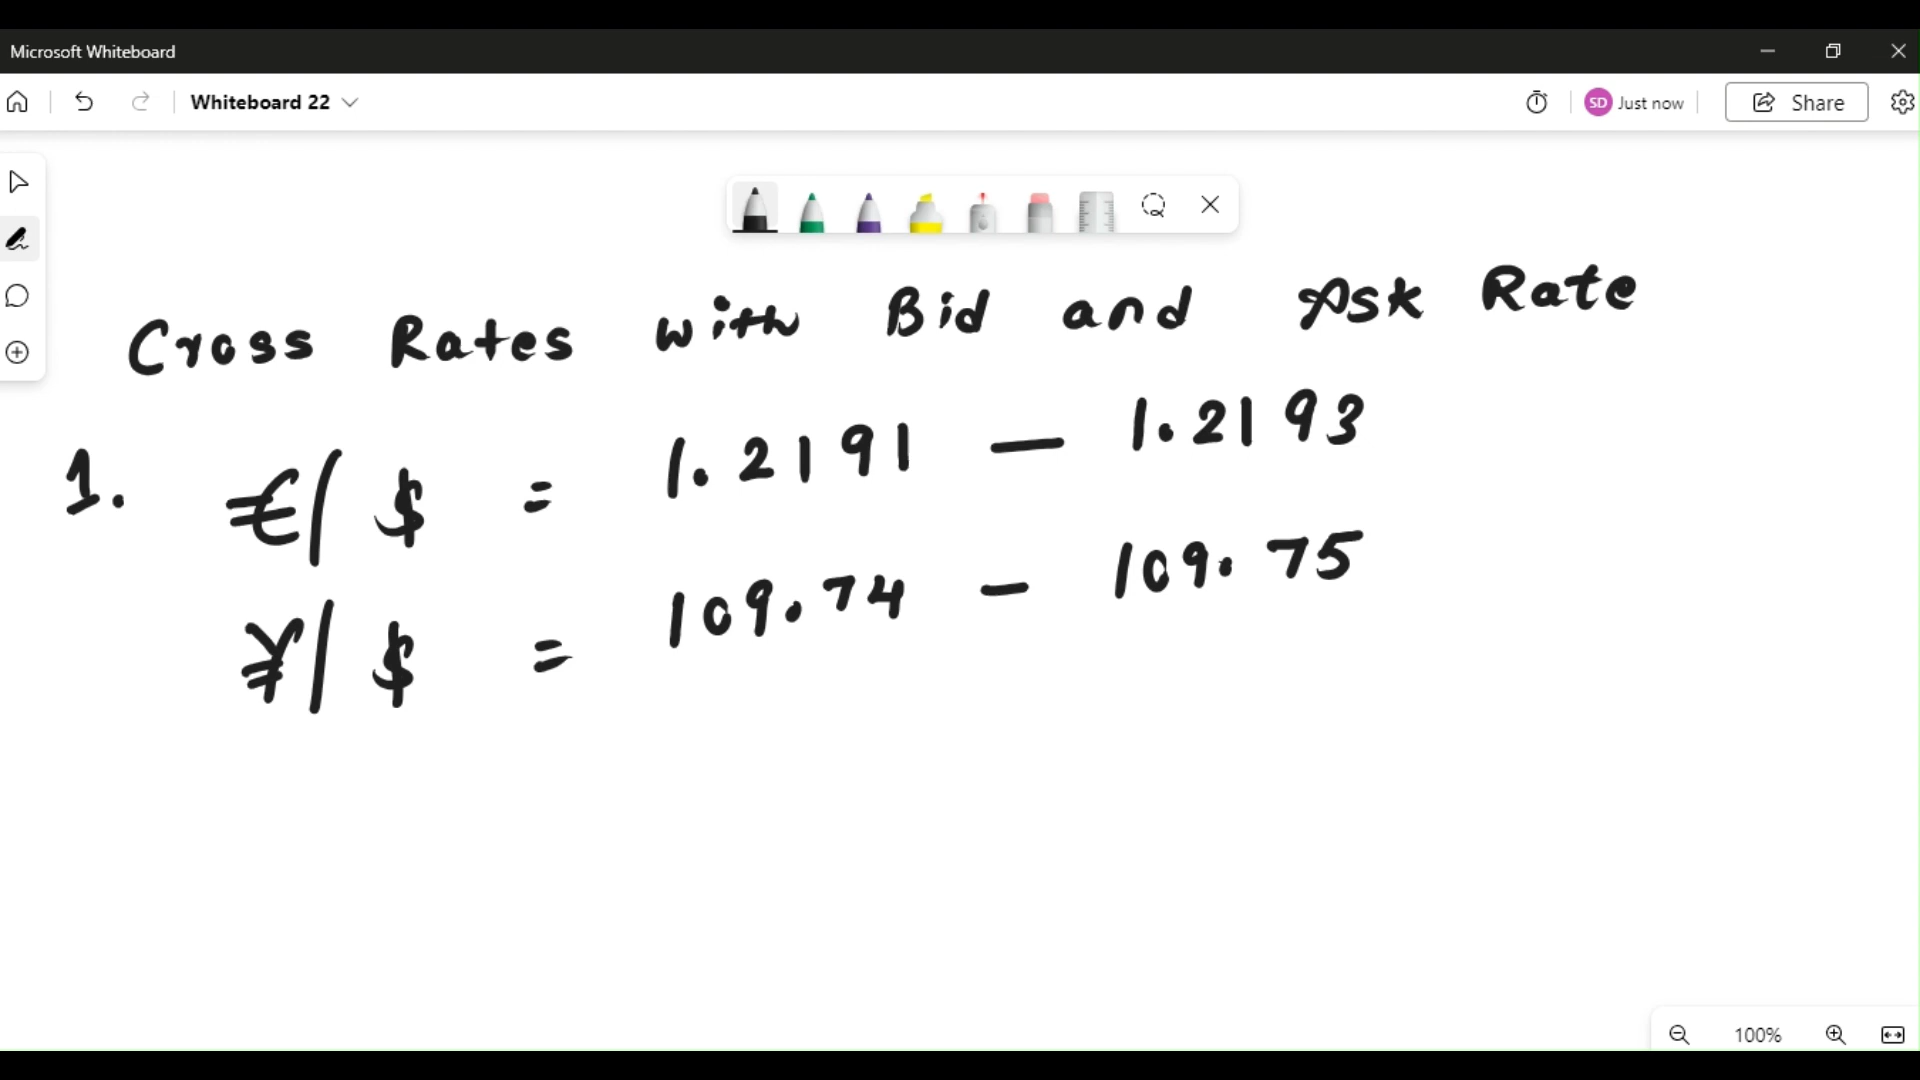 Microsoft Whiteboard
Whiteboard 22
SD Just now
Share
Cross Rates with Bid and Ask Rate
1. €/$ = 1.2191 — 1.2193
¥/$ = 109.74 - 109.75
100%